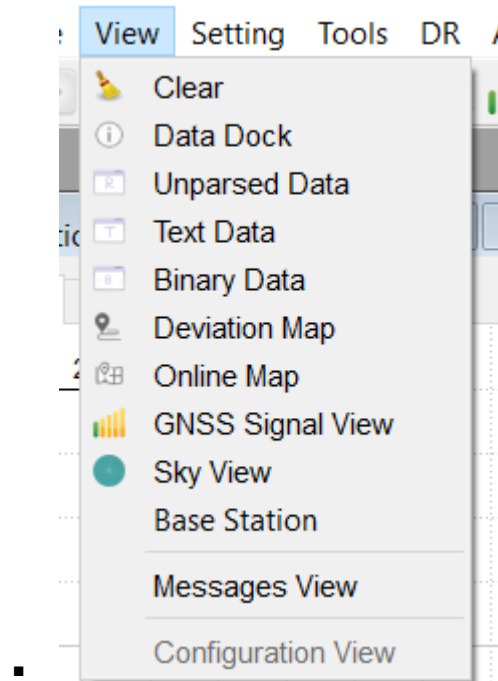 View Setting Tools DR
Clear
Data Dock
Unparsed Data
Text Data
Binary Data
Deviation Map
Online Map
GNSS Signal View
Sky View
Base Station
Messages View
Configuration View